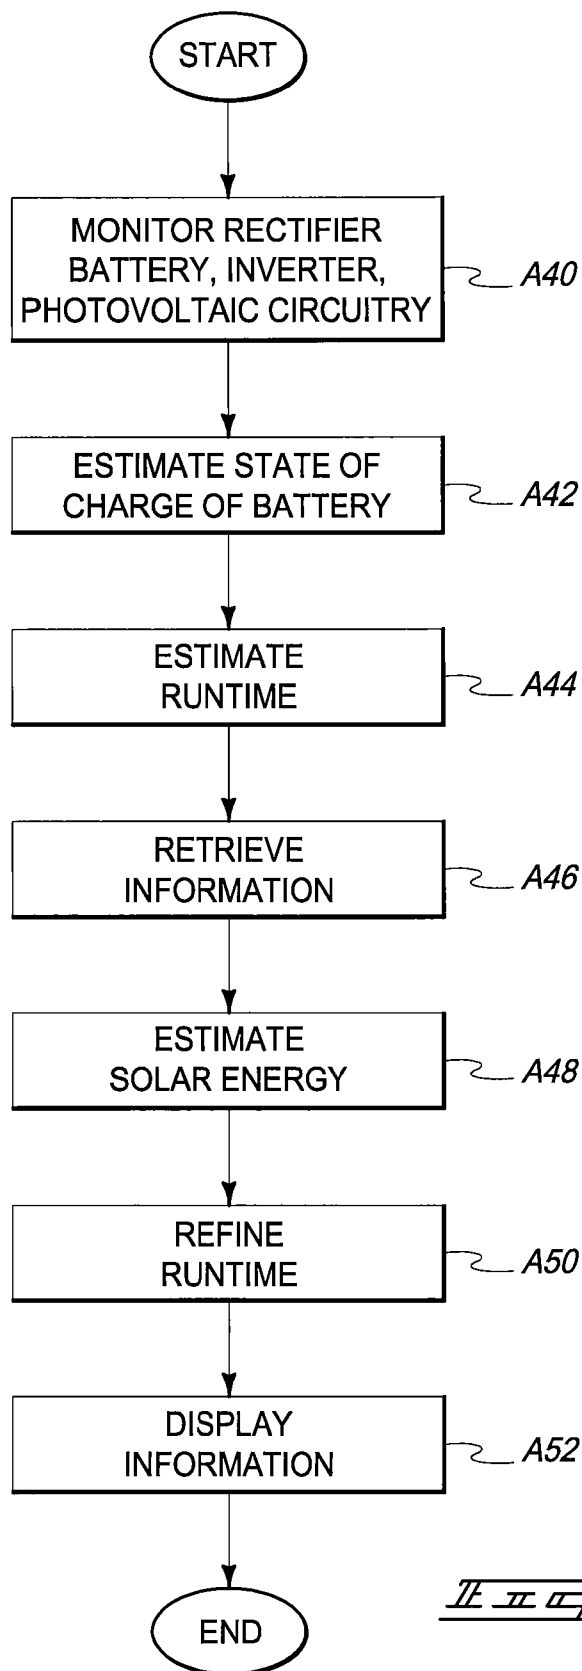 START
MONITOR RECTIFIER
BATTERY, INVERTER,
PHOTOVOLTAIC CIRCUITRY
A40
ESTIMATE STATE OF
CHARGE OF BATTERY
A42
ESTIMATE
RUNTIME
A44
RETRIEVE
INFORMATION
A46
ESTIMATE
SOLAR ENERGY
A48
REFINE
RUNTIME
A50
DISPLAY
INFORMATION
A52
END